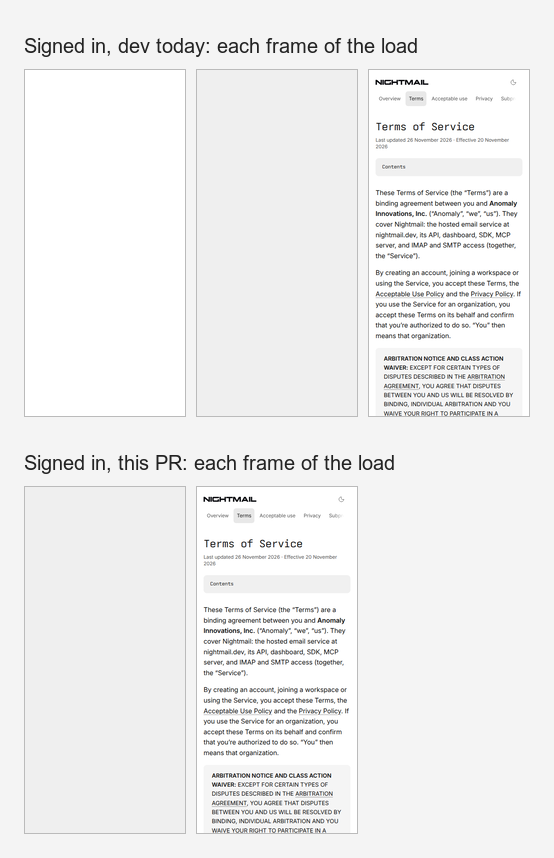 Signed in, dev today: each frame of the load
NIGHTMAIL
Overview Terms Acceptable use Privacy
Terms of Service
Last updated 26 November 2026 · Effective 20 November
2026
Contents
These Terms of Service (the “Terms”) are a
binding agreement between you and Anomaly
Innovations, Inc. (“Anomaly”, “we”, “us”). They
cover Nightmail: the hosted email service at
nightmail.dev, its API, dashboard, SDK, MCP
server, and IMAP and SMTP access (together,
the “Service”).
By creating an account, joining a workspace or
using the Service, you accept these Terms, the
Acceptable Use Policy and the Privacy Policy. If
you use the Service for an organization, you
accept these Terms on its behalf and confirm
that you’re authorized to do so. “You” then
means that organization.
ARBITRATION NOTICE AND CLASS ACTION
WAIVER: EXCEPT FOR CERTAIN TYPES OF
DISPUTES DESCRIBED IN THE ARBITRATION
AGREEMENT, YOU AGREE THAT DISPUTES
BETWEEN YOU AND US WILL BE RESOLVED BY
BINDING, INDIVIDUAL ARBITRATION AND YOU
WAIVE YOUR RIGHT TO PARTICIPATE IN A
Signed in, this PR: each frame of the load
NIGHTMAIL
Overview Terms Acceptable use Privacy
Terms of Service
Last updated 26 November 2026 · Effective 20 November
2026
Contents
These Terms of Service (the “Terms”) are a
binding agreement between you and Anomaly
Innovations, Inc. (“Anomaly”, “we”, “us”). They
cover Nightmail: the hosted email service at
nightmail.dev, its API, dashboard, SDK, MCP
server, and IMAP and SMTP access (together,
the “Service”).
By creating an account, joining a workspace or
using the Service, you accept these Terms, the
Acceptable Use Policy and the Privacy Policy. If
you use the Service for an organization, you
accept these Terms on its behalf and confirm
that you’re authorized to do so. “You” then
means that organization.
ARBITRATION NOTICE AND CLASS ACTION
WAIVER: EXCEPT FOR CERTAIN TYPES OF
DISPUTES DESCRIBED IN THE ARBITRATION
AGREEMENT, YOU AGREE THAT DISPUTES
BETWEEN YOU AND US WILL BE RESOLVED BY
BINDING, INDIVIDUAL ARBITRATION AND YOU
WAIVE YOUR RIGHT TO PARTICIPATE IN A